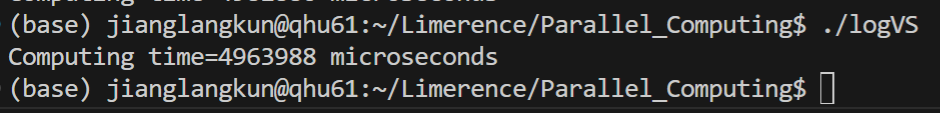 (base) jianglangkun@qhu61:~/Limerence/Parallel_Computing$ ./logVS
Computing time=4963988 microseconds
(base) jianglangkun@qhu61:~/Limerence/Parallel_Computing$